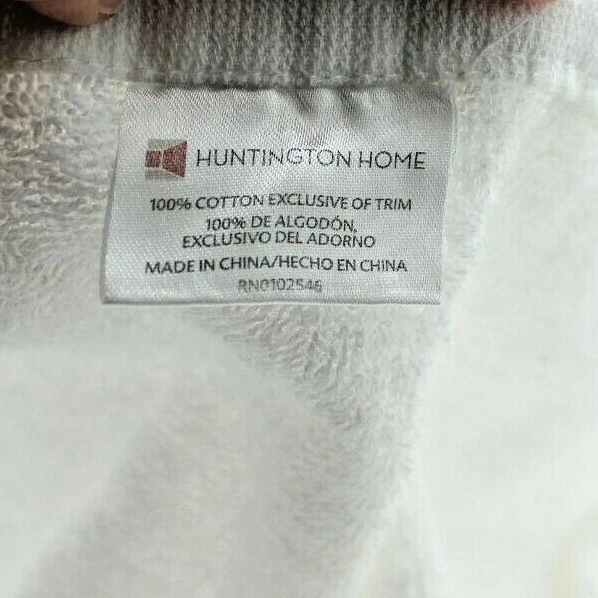 HUNTINGTON HOME
100% COTTON EXCLUSIVE OF TRIM
100% DE ALGODÓN,
EXCLUSIVO DEL ADORNO
MADE IN CHINA/HECHO EN CHINA
RN0102546